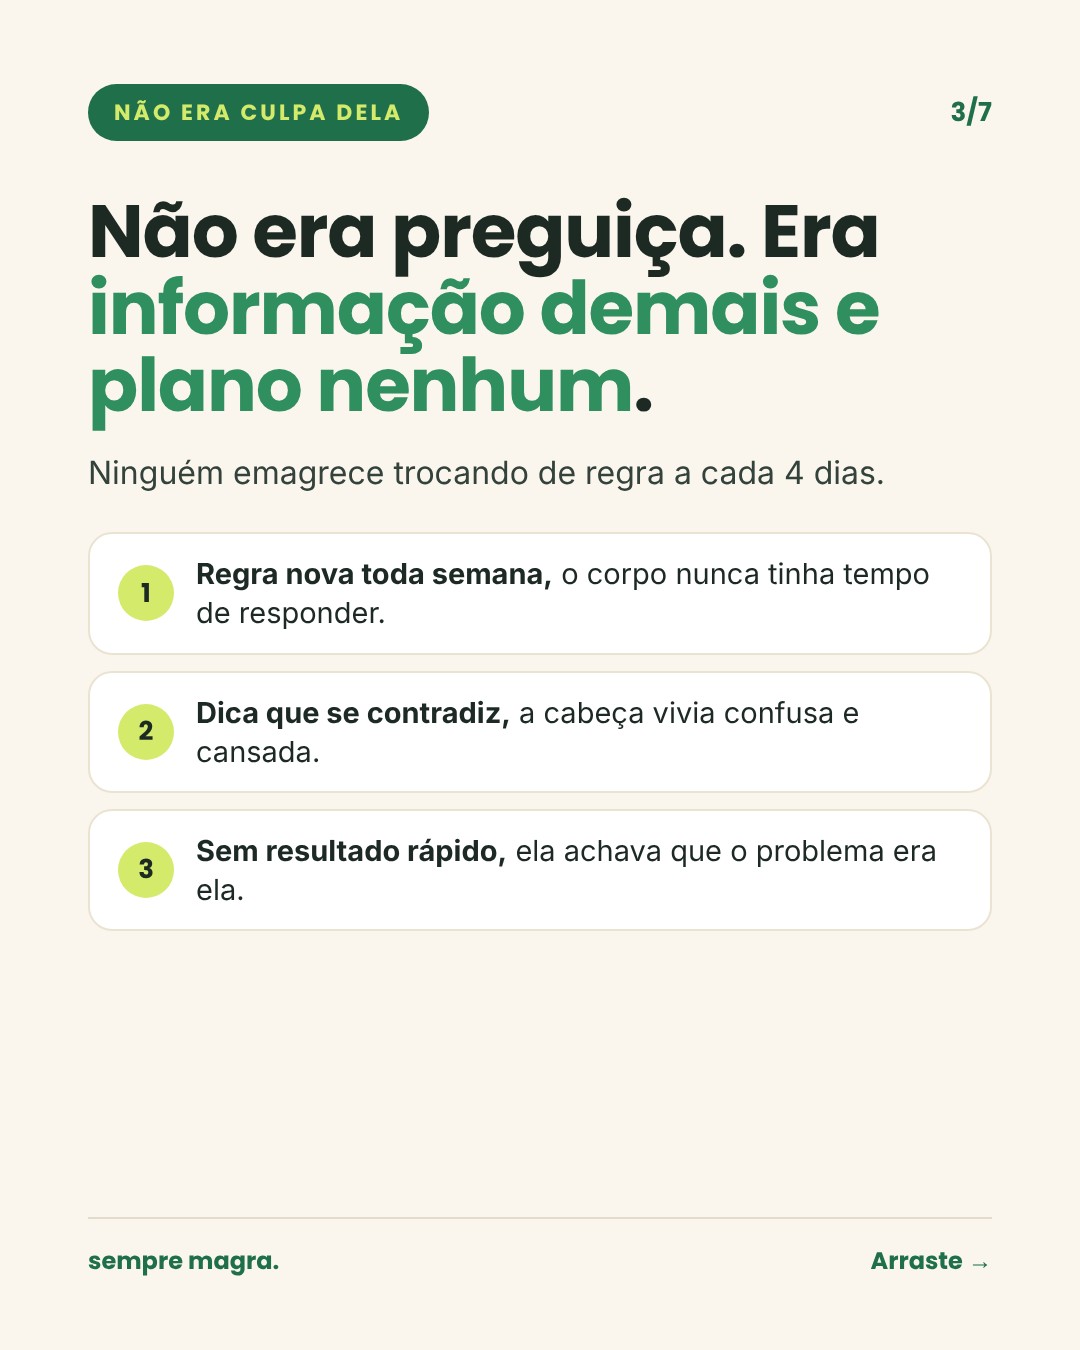 NÃO ERA CULPA DELA
3/7
Não era preguiça. Era
informação demais e
plano nenhum.
Ninguém emagrece trocando de regra a cada 4 dias.
1
Regra nova toda semana, o corpo nunca tinha tempo
de responder.
2
Dica que se contradiz, a cabeça vivia confusa e
cansada.
3
Sem resultado rápido, ela achava que o problema era
ela.
sempre magra.
Arraste →